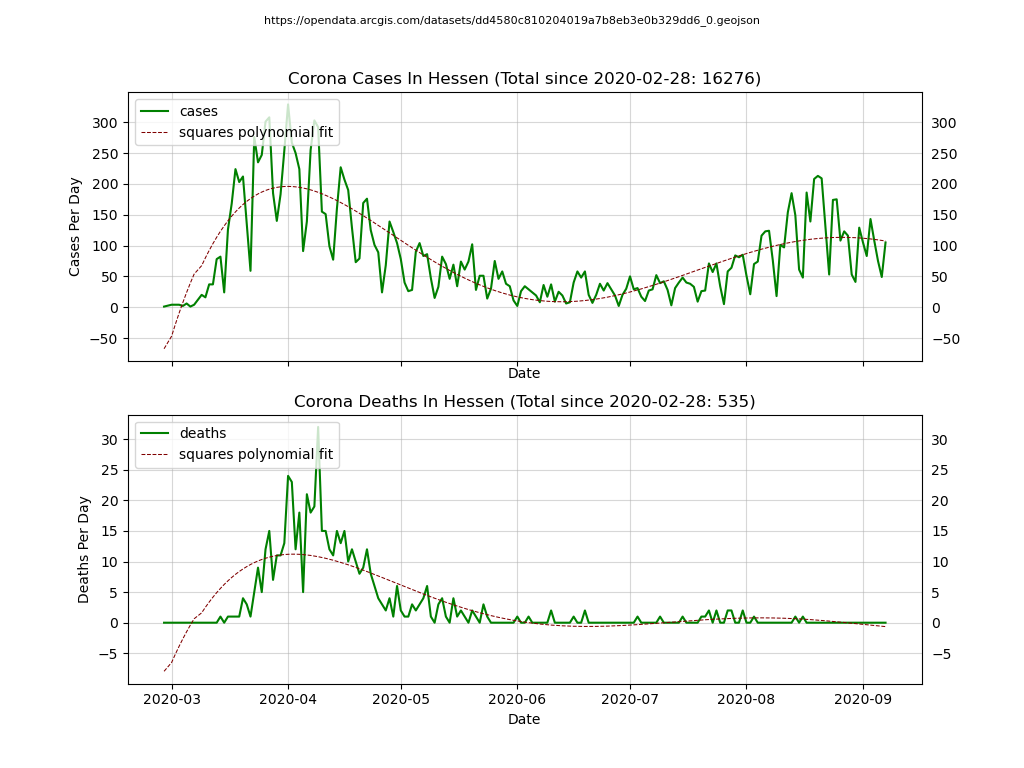 https://opendata.arcgis.com/datasets/dd4580c810204019a7b8eb3e0b329dd6_0.geojson
Corona Cases In Hessen (Total since 2020-02-28: 16276)
cases
squares polynomial fit
Cases Per Day
300 300
250 250
200 200
150 150
100 100
50 50
0 0
−50 −50
Date
Corona Deaths In Hessen (Total since 2020-02-28: 535)
deaths
squares polynomial fit
Deaths Per Day
30 30
25 25
20 20
15 15
10 10
5 5
0 0
−5 −5
2020-03 2020-04 2020-05 2020-06 2020-07 2020-08 2020-09
Date